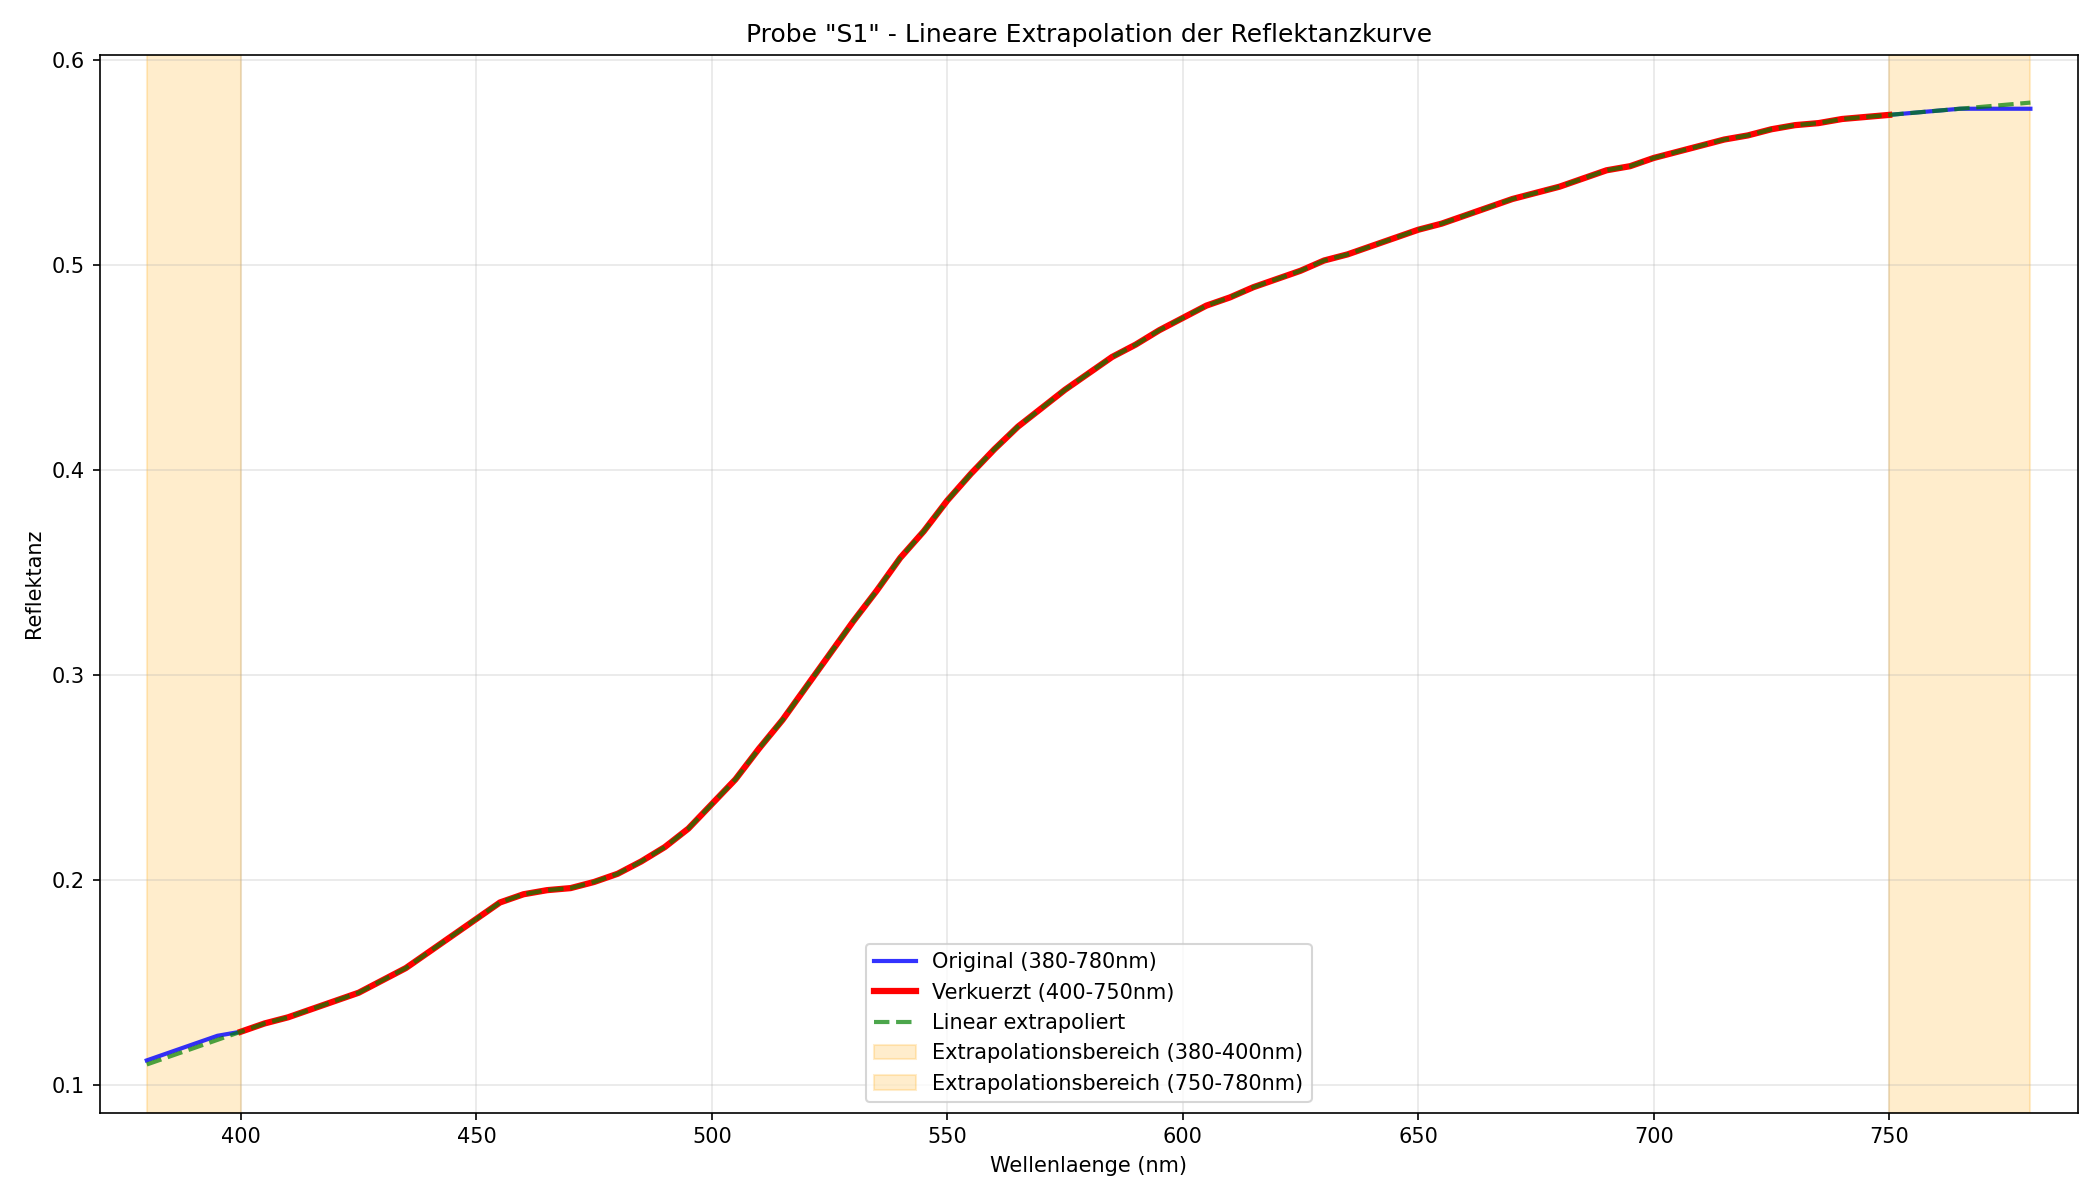 Probe "S1" - Lineare Extrapolation der Reflektanzkurve
0.6
0.5
0.4
0.3
0.2
0.1
Reflektanz
Original (380-780nm)
Verkuerzt (400-750nm)
Linear extrapoliert
Extrapolationsbereich (380-400nm)
Extrapolationsbereich (750-780nm)
400 450 500 550 600 650 700 750
Wellenlaenge (nm)